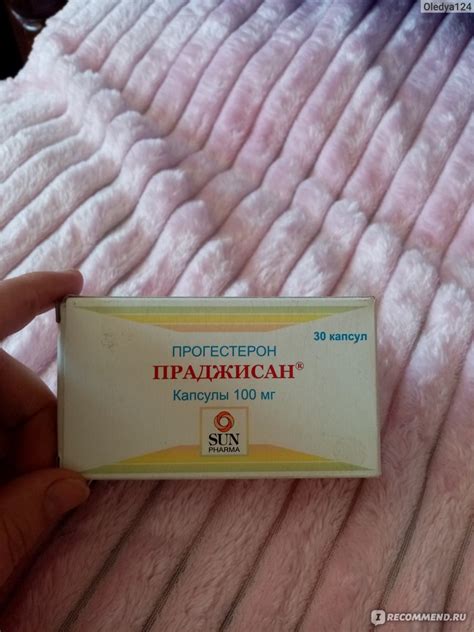 Oledya124
30 капсул
ПРОГЕСТЕРОН
ПРАДЖИСАН®
Капсулы 100 мг
SUN
PHARMA
I RECOMMEND.RU